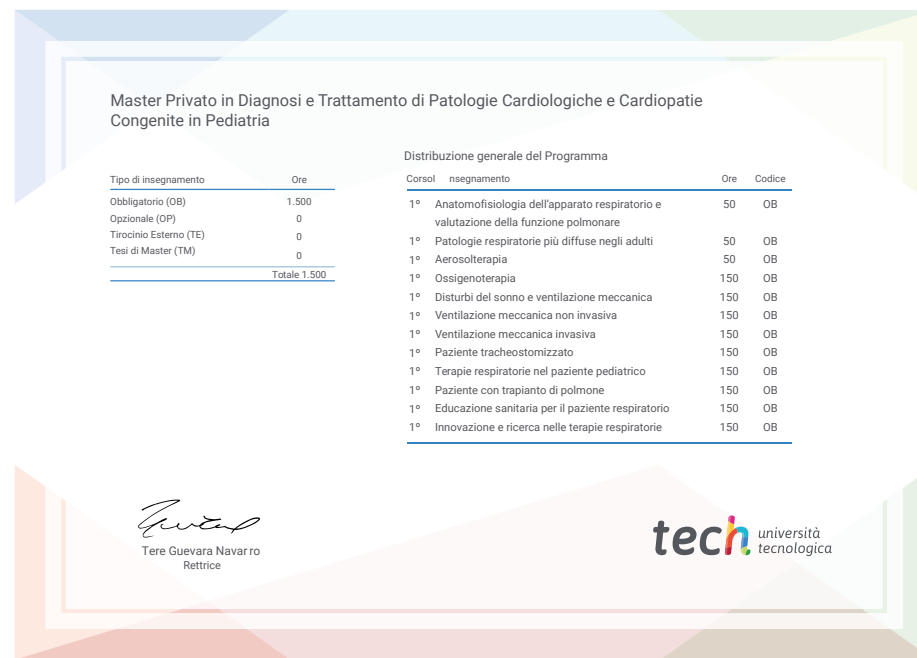 Master Privato in Diagnosi e Trattamento di Patologie Cardiologiche e Cardiopatie
Congenite in Pediatria
Tipo di insegnamento Ore
Obbligatorio (OB) 1.500
Opzionale (OP) 0
Tirocinio Esterno (TE) 0
Tesi di Master (TM) 0
Totale 1.500
Distribuzione generale del Programma
Corsol nsegnamento Ore Codice
1º Anatomofisiologia dell'apparato respiratorio e 50 OB
valutazione della funzione polmonare
1º Patologie respiratorie più diffuse negli adulti 50 OB
1º Aerosolterapia 50 OB
1º Ossigenoterapia 150 OB
1º Disturbi del sonno e ventilazione meccanica 150 OB
1º Ventilazione meccanica non invasiva 150 OB
1º Ventilazione meccanica invasiva 150 OB
1º Paziente tracheostomizzato 150 OB
1º Terapie respiratorie nel paziente pediatrico 150 OB
1º Paziente con trapianto di polmone 150 OB
1º Educazione sanitaria per il paziente respiratorio 150 OB
1º Innovazione e ricerca nelle terapie respiratorie 150 OB
Tere Guevara Navar ro
Rettrice
tech università
tecnologica